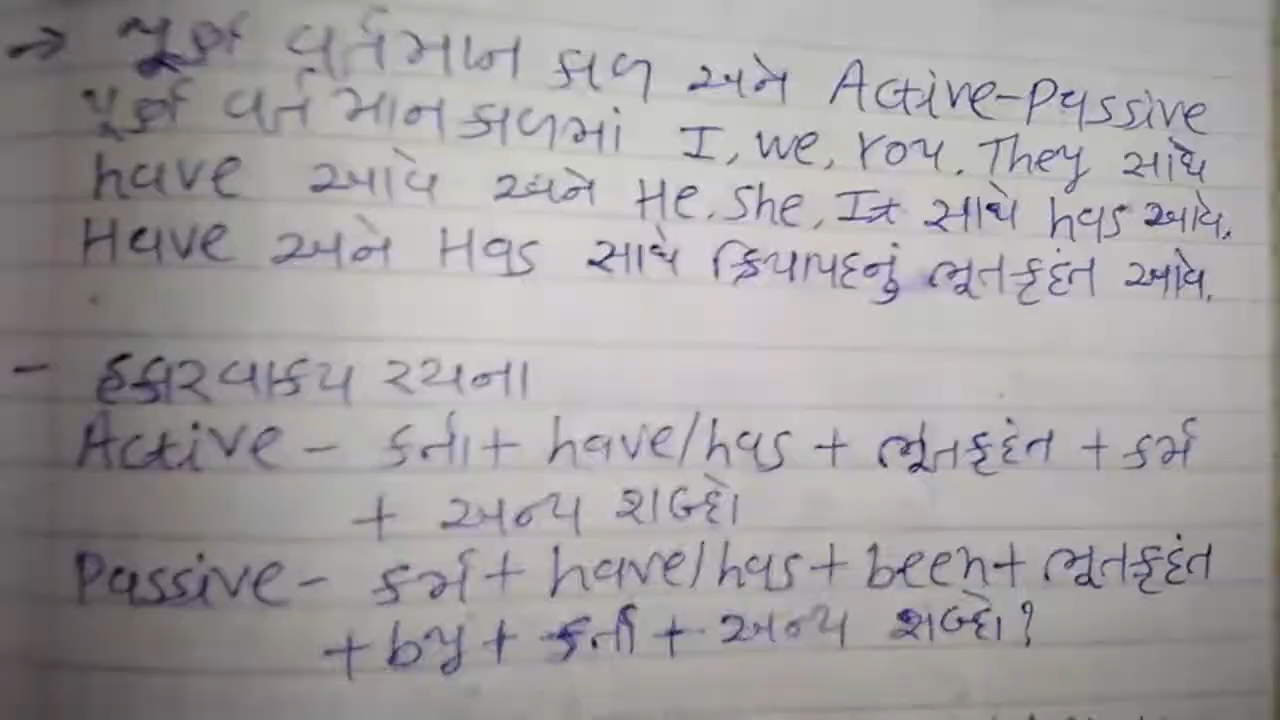 → પૂર્ણ વર્તમાન કાળ અને Active-Passive
પૂર્ણ વર્તમાન કાળમાં I, we, you, They સાથે
have આવે અને He, She, It સાથે has આવે.
Have અને Has સાથે ક્રિયાપદનું ભૂતકૃદંત આવે.
- હકારવાક્ય રચના
Active - કર્તા + have/has + ભૂતકૃદંત + કર્મ
+ અન્ય શબ્દો
Passive - કર્મ + have/has + been + ભૂતકૃદંત
+ by + કર્તા + અન્ય શબ્દો?